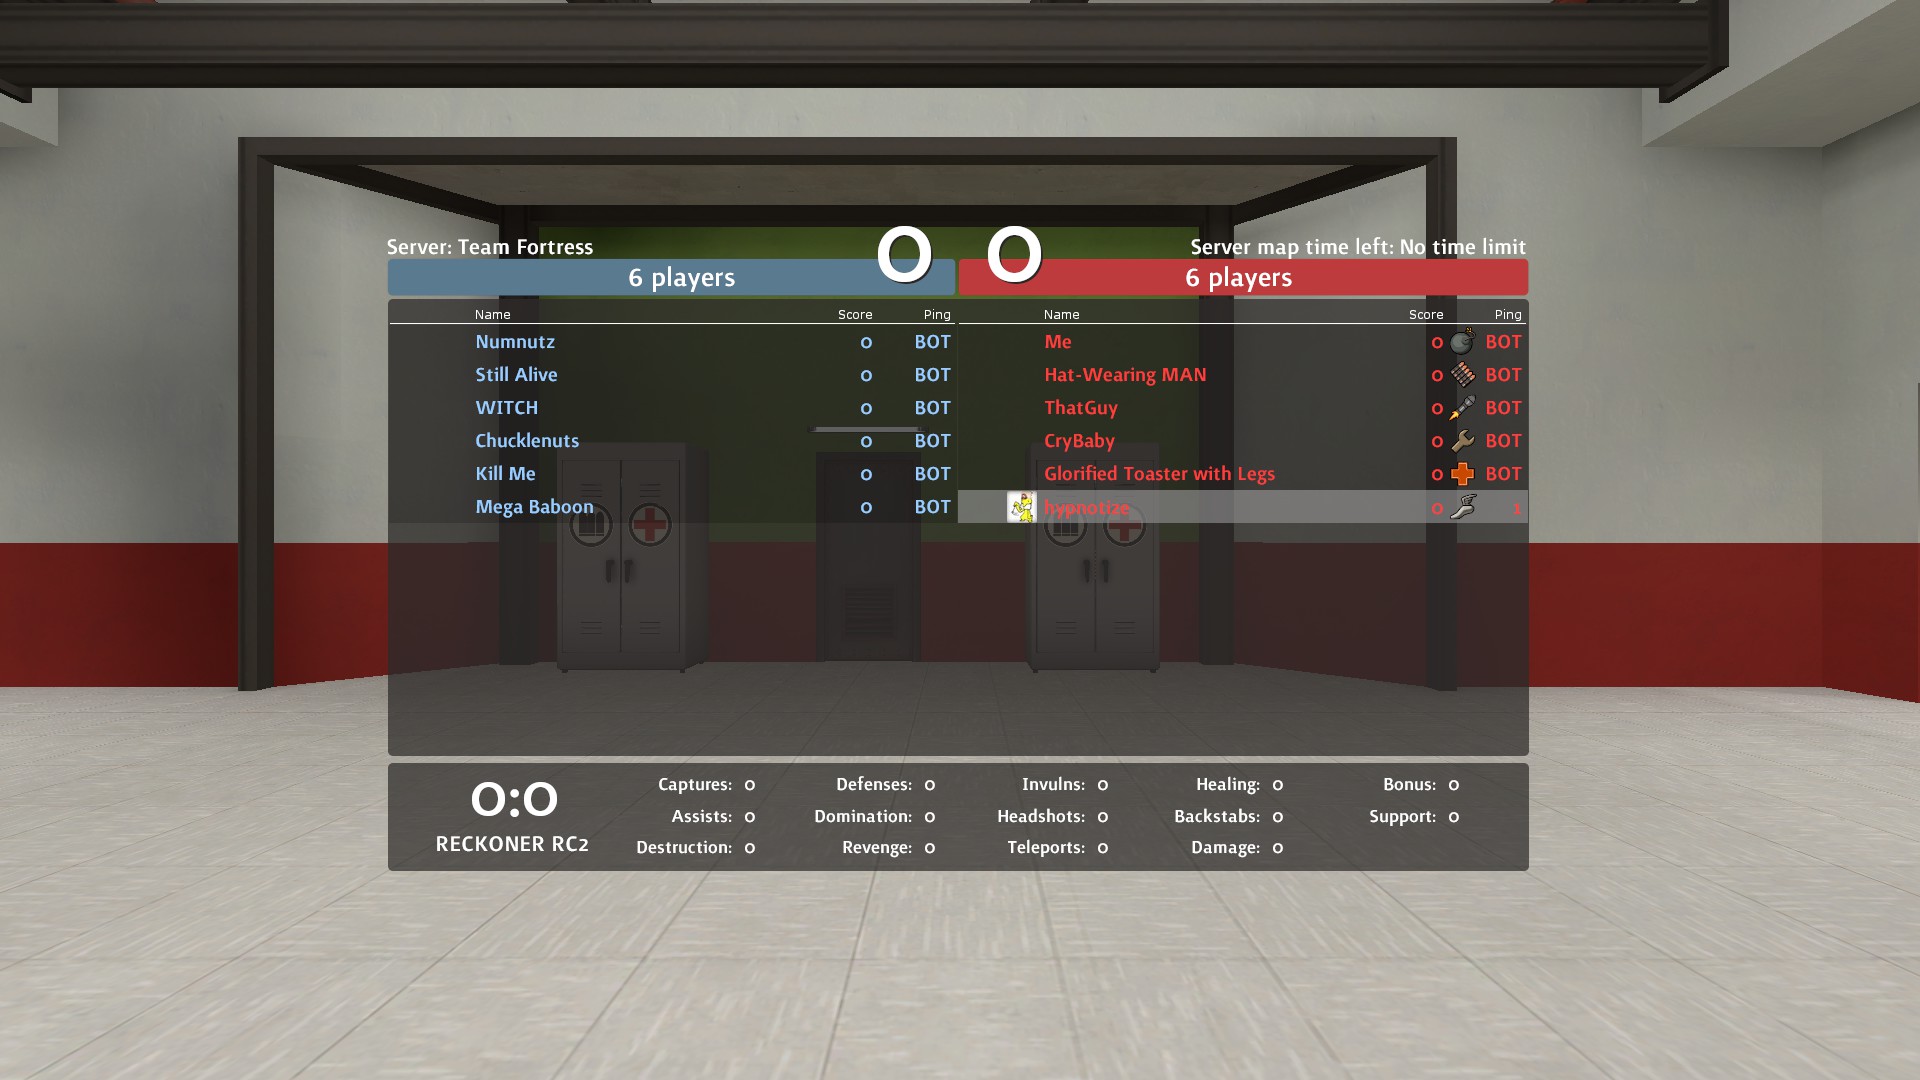 Server: Team Fortress
0 0
Server map time left: No time limit
6 players
6 players
Name Score Ping
Numnutz 0 BOT
Still Alive 0 BOT
WITCH 0 BOT
Chucklenuts 0 BOT
Kill Me 0 BOT
Mega Baboon 0 BOT
Name Score Ping
Me 0 BOT
Hat-Wearing MAN 0 BOT
ThatGuy 0 BOT
CryBaby 0 BOT
Glorified Toaster with Legs 0 BOT
hypnotize 0 1
0:0
RECKONER RC2
Captures: 0 Defenses: 0 Invulns: 0 Healing: 0 Bonus: 0
Assists: 0 Domination: 0 Headshots: 0 Backstabs: 0 Support: 0
Destruction: 0 Revenge: 0 Teleports: 0 Damage: 0